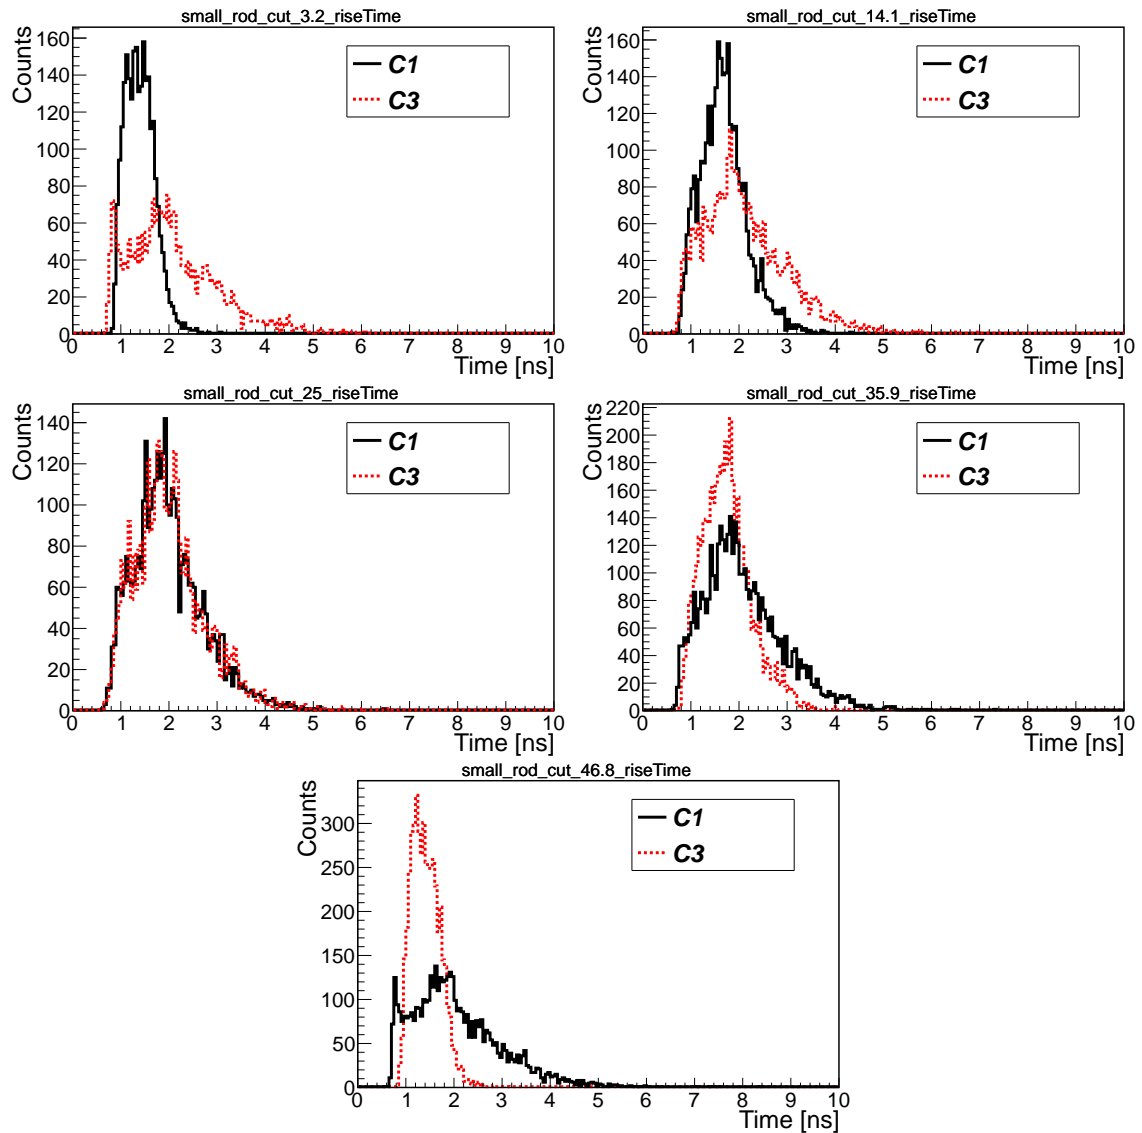 small_rod_cut_3.2_riseTime
Counts
160
140
120
100
80
60
40
20
0
0 1 2 3 4 5 6 7 8 9 10
Time [ns]
C1
C3
small_rod_cut_14.1_riseTime
Counts
160
140
120
100
80
60
40
20
0
0 1 2 3 4 5 6 7 8 9 10
Time [ns]
C1
C3
small_rod_cut_25_riseTime
Counts
140
120
100
80
60
40
20
0
0 1 2 3 4 5 6 7 8 9 10
Time [ns]
C1
C3
small_rod_cut_35.9_riseTime
Counts
220
200
180
160
140
120
100
80
60
40
20
0
0 1 2 3 4 5 6 7 8 9 10
Time [ns]
C1
C3
small_rod_cut_46.8_riseTime
Counts
300
250
200
150
100
50
0
0 1 2 3 4 5 6 7 8 9 10
Time [ns]
C1
C3